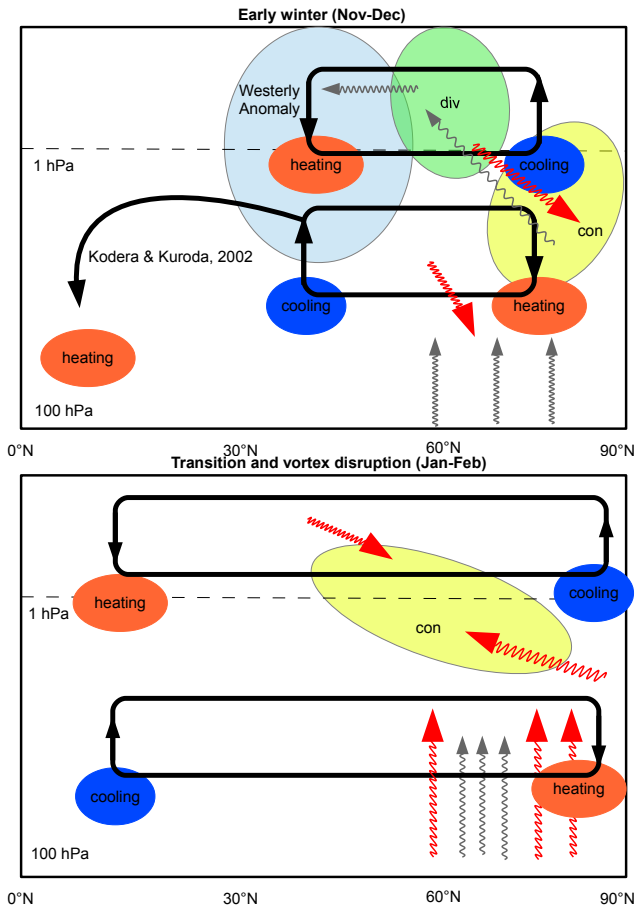 Early winter (Nov-Dec)
Westerly
Anomaly
div
heating
cooling
1 hPa
con
Kodera & Kuroda, 2002
cooling
heating
heating
100 hPa
0°N
30°N
60°N
90°N
Transition and vortex disruption (Jan-Feb)
heating
cooling
1 hPa
con
cooling
heating
100 hPa
0°N
30°N
60°N
90°N